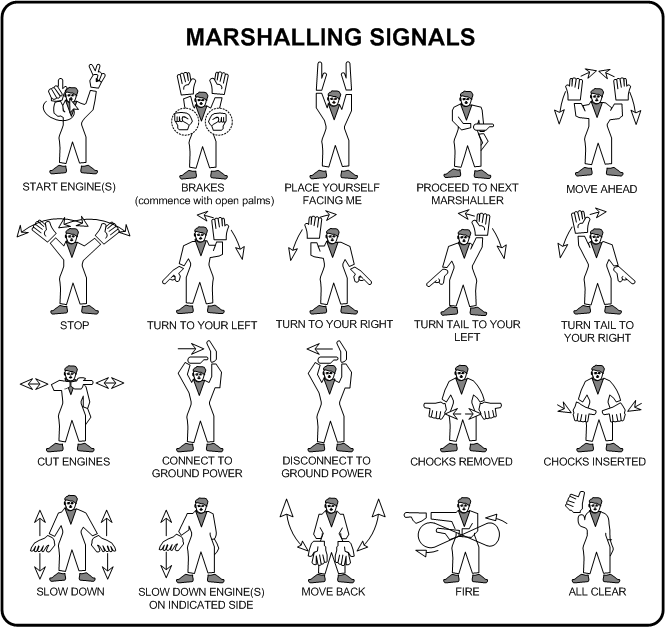 MARSHALLING SIGNALS
START ENGINE(S)
BRAKES
(commence with open palms)
PLACE YOURSELF
FACING ME
PROCEED TO NEXT
MARSHALLER
MOVE AHEAD
STOP
TURN TO YOUR LEFT
TURN TO YOUR RIGHT
TURN TAIL TO YOUR
LEFT
TURN TAIL TO
YOUR RIGHT
CUT ENGINES
CONNECT TO
GROUND POWER
DISCONNECT TO
GROUND POWER
CHOCKS REMOVED
CHOCKS INSERTED
SLOW DOWN
SLOW DOWN ENGINE(S)
ON INDICATED SIDE
MOVE BACK
FIRE
ALL CLEAR